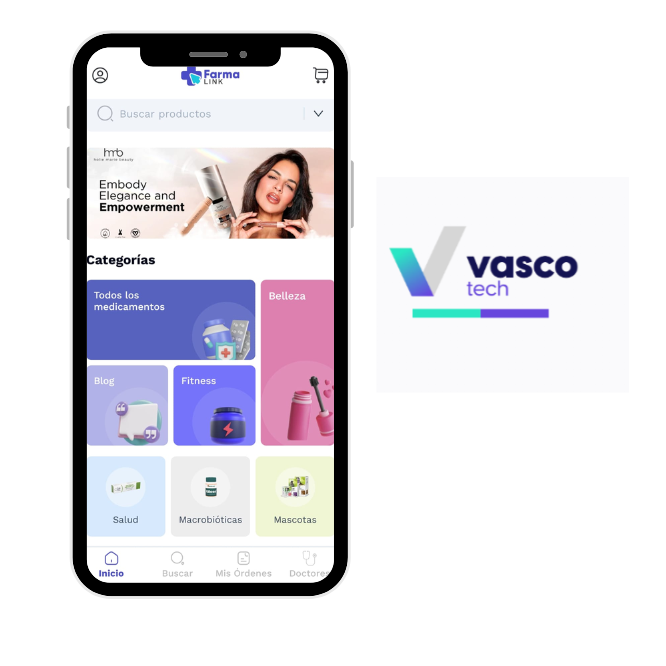 Farma
LINK
Buscar productos
hmb
Embody
Elegance and
Empowerment
Categorías
Todos los
medicamentos
Belleza
Blog
Fitness
Salud
Macrobióticas
Mascotas
Inicio
Buscar
Mis Órdenes
Doctores
vasco
tech